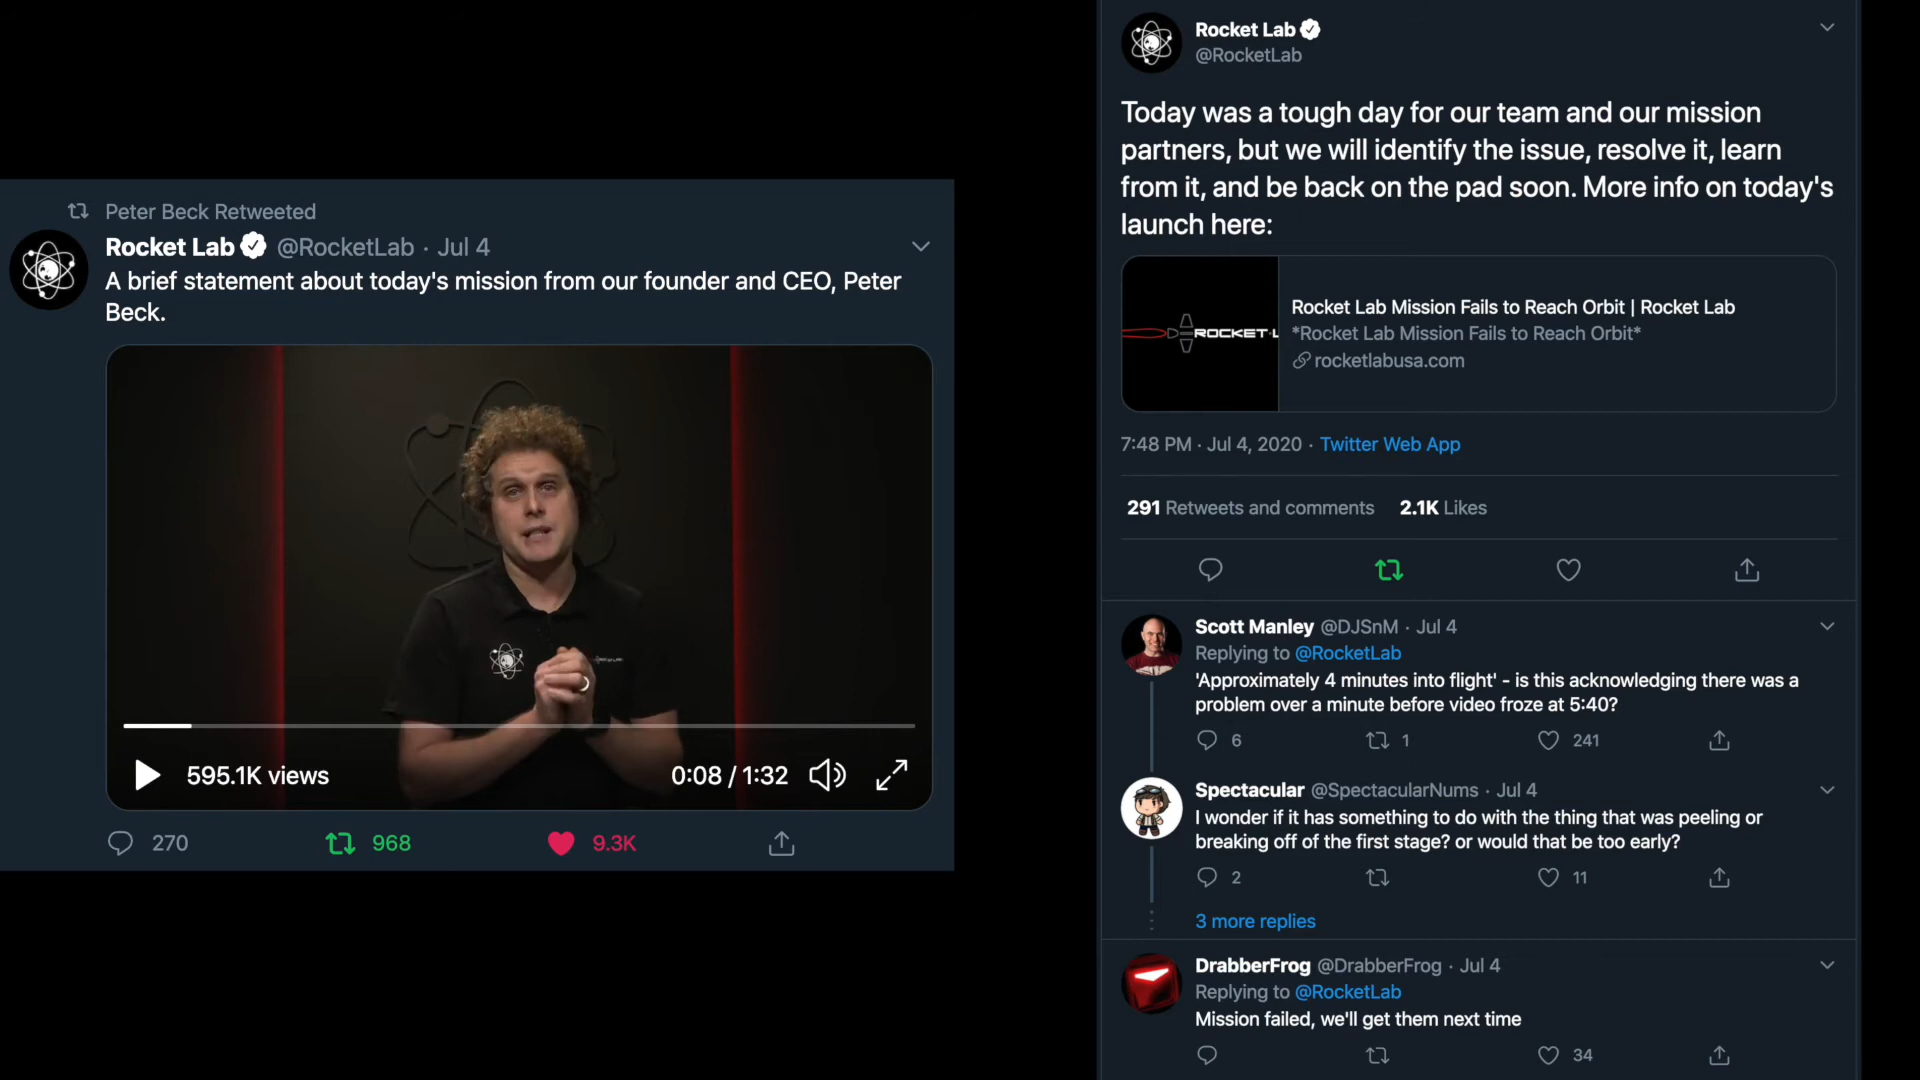 Peter Beck Retweeted
Rocket Lab @RocketLab · Jul 4
A brief statement about today's mission from our founder and CEO, Peter
Beck.
595.1K views
0:08 / 1:32
270 968 9.3K
Rocket Lab
@RocketLab
Today was a tough day for our team and our mission
partners, but we will identify the issue, resolve it, learn
from it, and be back on the pad soon. More info on today's
launch here:
ROCKET L
Rocket Lab Mission Fails to Reach Orbit | Rocket Lab
*Rocket Lab Mission Fails to Reach Orbit*
rocketlabusa.com
7:48 PM · Jul 4, 2020 · Twitter Web App
291 Retweets and comments 2.1K Likes
Scott Manley @DJSnM · Jul 4
Replying to @RocketLab
'Approximately 4 minutes into flight' - is this acknowledging there was a
problem over a minute before video froze at 5:40?
6 1 241
Spectacular @SpectacularNums · Jul 4
I wonder if it has something to do with the thing that was peeling or
breaking off of the first stage? or would that be too early?
2 11
3 more replies
DrabberFrog @DrabberFrog · Jul 4
Replying to @RocketLab
Mission failed, we'll get them next time
34